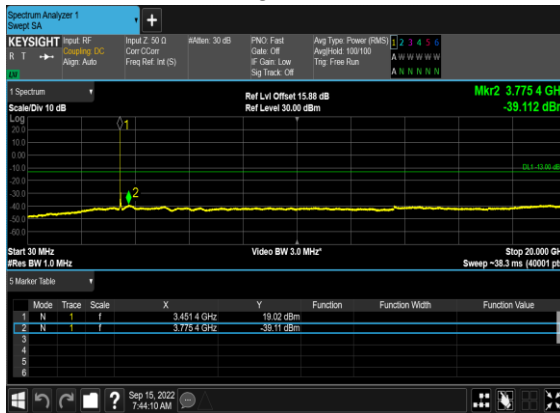 Spectrum Analyzer 1
Swept SA
KEYSIGHT
R T
Input: RF
Coupling: DC
Align: Auto
Input Z: 50 Ω
Corr CCorr
Freq Ref: Int (S)
#Atten: 30 dB
PNO: Fast
Gate: Off
IF Gain: Low
Sig Track: Off
Avg Type: Power (RMS)
Avg|Hold: 100/100
Trig: Free Run
1 2 3 4 5 6
A W W W W W
A N N N N N
1 Spectrum
Scale/Div 10 dB
Ref Lvl Offset 15.88 dB
Ref Level 30.00 dBm
Mkr2 3.775 4 GH
-39.112 dB
Log
20.0
10.0
0.00
-10.0
-20.0
-30.0
-40.0
-50.0
-60.0
1
2
DL1 -13.00 dB
Start 30 MHz
#Res BW 1.0 MHz
Video BW 3.0 MHz*
Stop 20.000 GH
Sweep ~38.3 ms (40001 pt
5 Marker Table
Mode Trace Scale X Y Function Function Width Function Value
1 N 1 f 3.451 4 GHz 19.02 dBm
2 N 1 f 3.775 4 GHz -39.11 dBm
3
4
5
6
?
Sep 15, 2022
7:44:10 AM